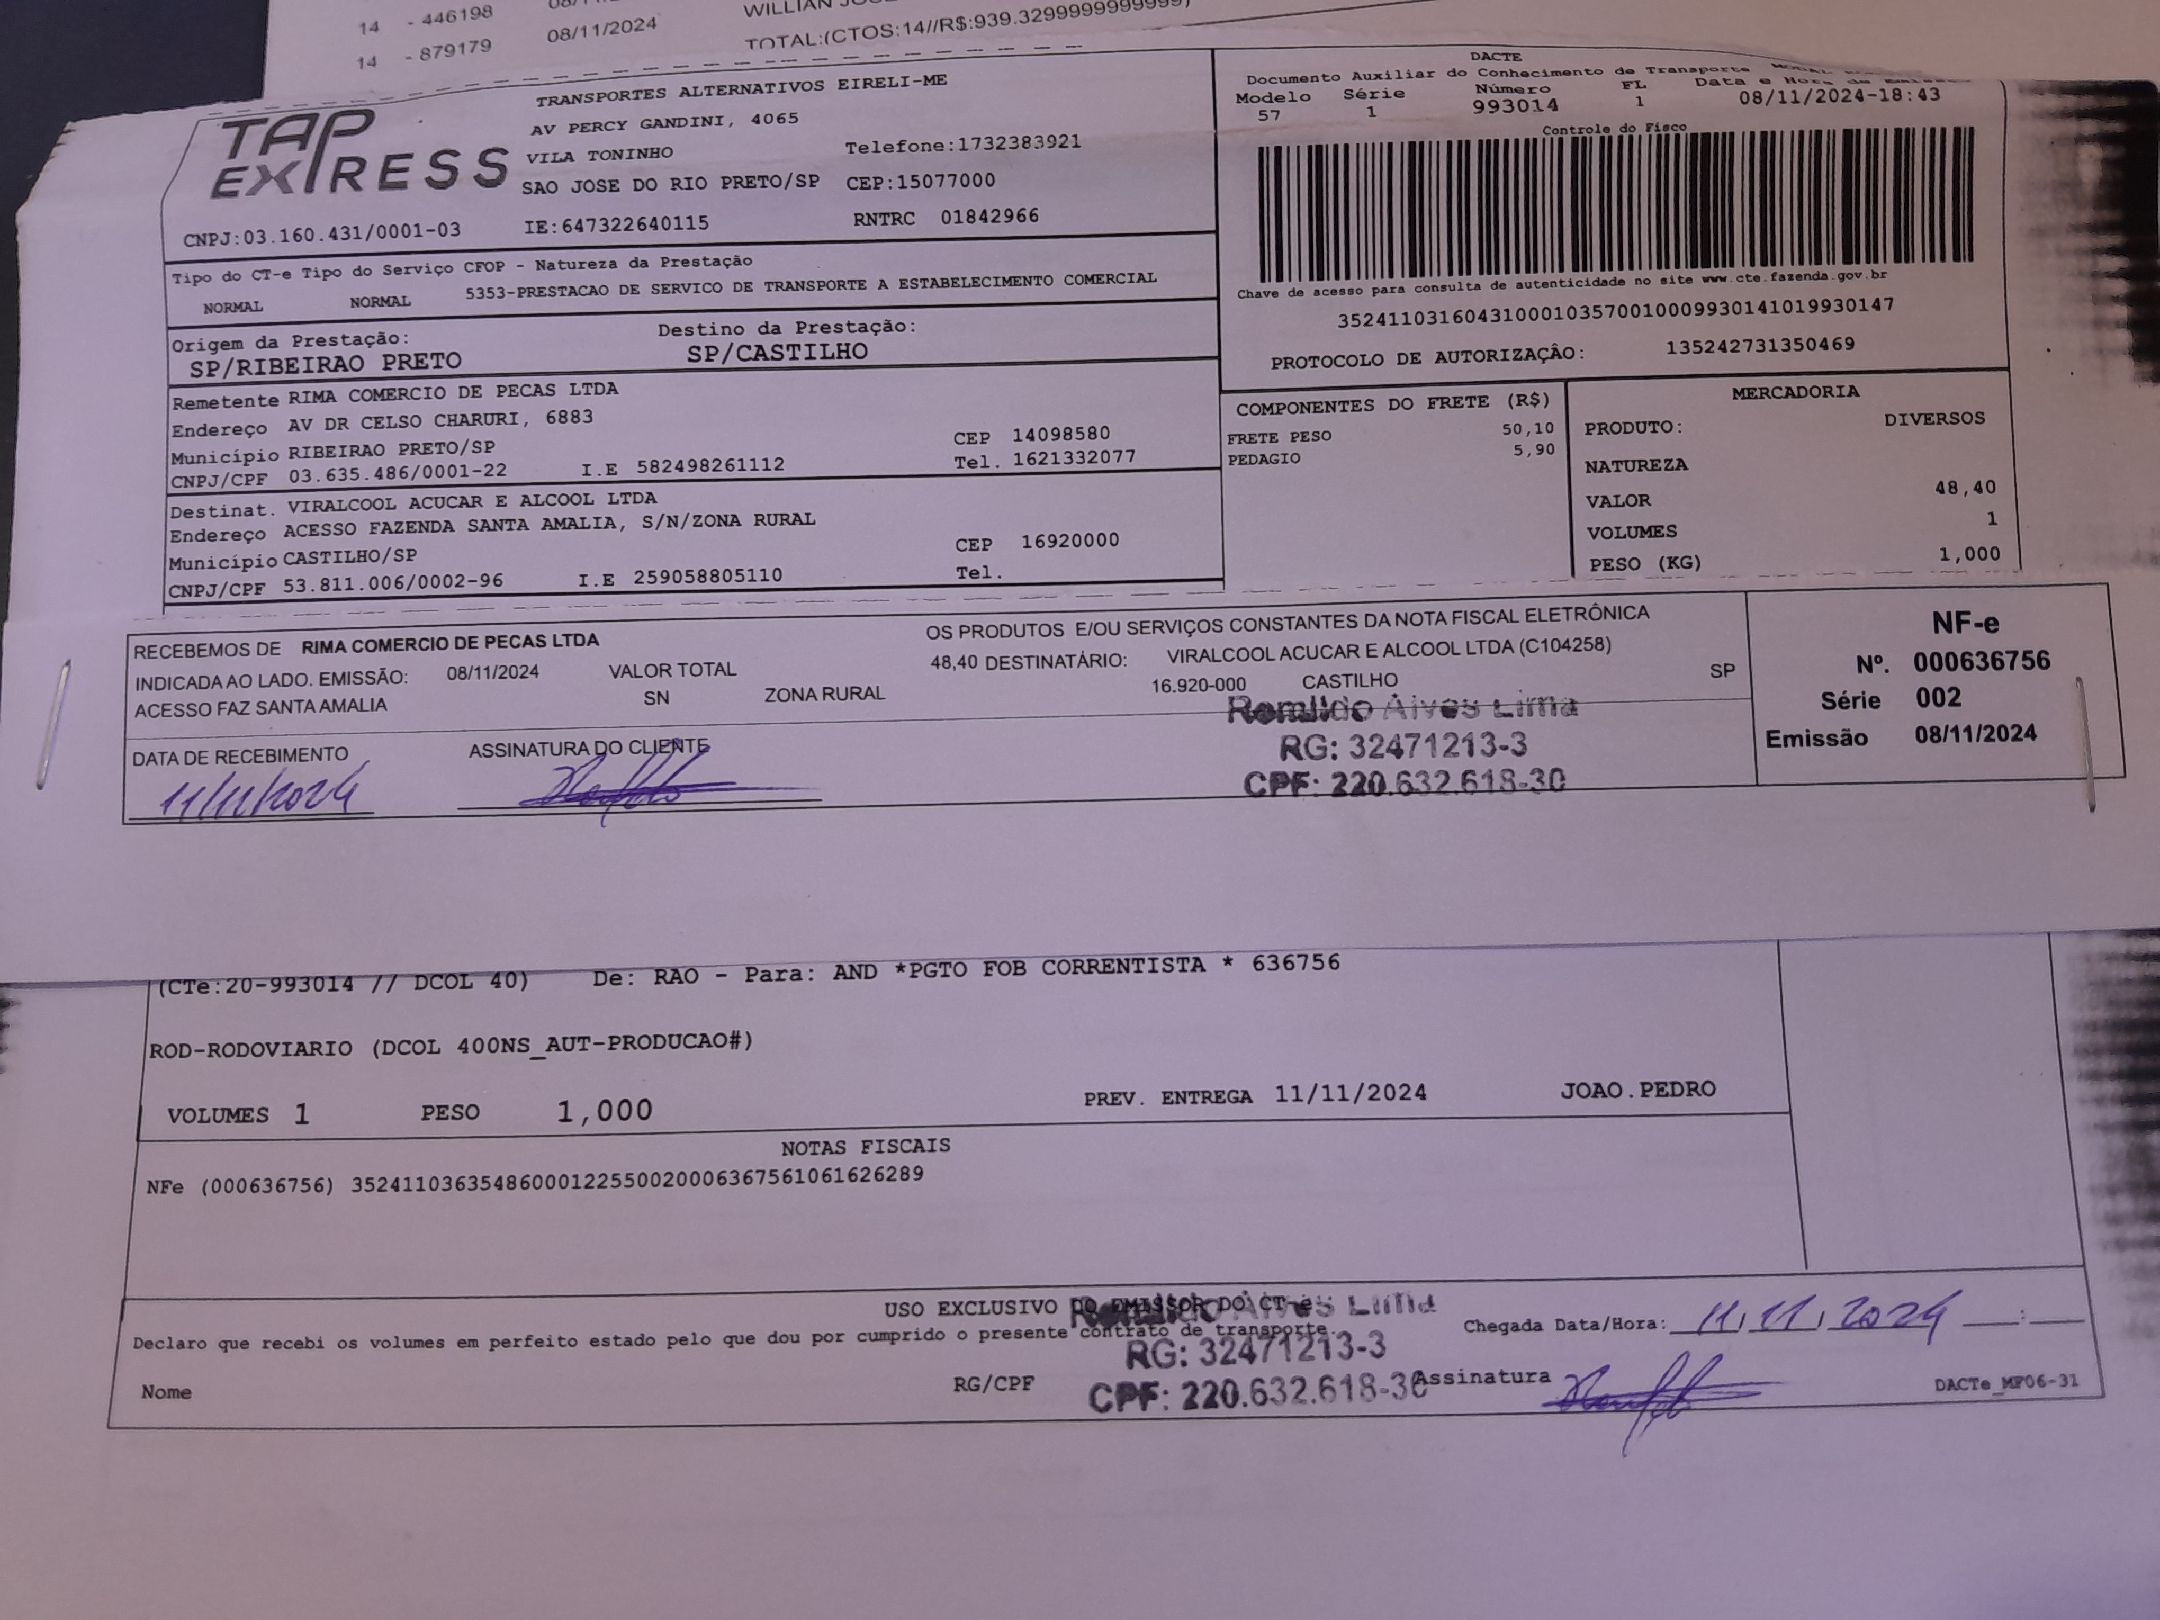 14 - 446198
14 - 879179 08/11/2024
TOTAL:(CTOS:14//R$:939.3299999999999)
TAP EXPRESS
TRANSPORTES ALTERNATIVOS EIRELI-ME
AV PERCY GANDINI, 4065
VILA TONINHO Telefone:1732383921
SAO JOSE DO RIO PRETO/SP CEP:15077000
CNPJ:03.160.431/0001-03 IE:647322640115 RNTRC 01842966
DACTE
Documento Auxiliar do Conhecimento de Transporte
Modelo Série Número FL Data e Hora de Emissão
57 1 993014 1 08/11/2024-18:43
Controle do Fisco
Chave de acesso para consulta de autenticidade no site www.cte.fazenda.gov.br
35241103160431000103570010009930141019930147
PROTOCOLO DE AUTORIZAÇÂO: 135242731350469
Tipo do CT-e Tipo do Serviço CFOP - Natureza da Prestação
NORMAL NORMAL 5353-PRESTACAO DE SERVICO DE TRANSPORTE A ESTABELECIMENTO COMERCIAL
Origem da Prestação: Destino da Prestação:
SP/RIBEIRAO PRETO SP/CASTILHO
Remetente RIMA COMERCIO DE PECAS LTDA
Endereço AV DR CELSO CHARURI, 6883
Município RIBEIRAO PRETO/SP CEP 14098580
CNPJ/CPF 03.635.486/0001-22 I.E 582498261112 Tel. 1621332077
Destinat. VIRALCOOL ACUCAR E ALCOOL LTDA
Endereço ACESSO FAZENDA SANTA AMALIA, S/N/ZONA RURAL
Município CASTILHO/SP CEP 16920000
CNPJ/CPF 53.811.006/0002-96 I.E 259058805110 Tel.
COMPONENTES DO FRETE (R$)
FRETE PESO 50,10
PEDAGIO 5,90
MERCADORIA
PRODUTO: DIVERSOS
NATUREZA
VALOR 48,40
VOLUMES 1
PESO (KG) 1,000
RECEBEMOS DE RIMA COMERCIO DE PECAS LTDA OS PRODUTOS E/OU SERVIÇOS CONSTANTES DA NOTA FISCAL ELETRÔNICA
INDICADA AO LADO. EMISSÃO: 08/11/2024 VALOR TOTAL 48,40 DESTINATÁRIO: VIRALCOOL ACUCAR E ALCOOL LTDA (C104258)
ACESSO FAZ SANTA AMALIA SN ZONA RURAL 16.920-000 CASTILHO SP
NF-e
Nº. 000636756
Série 002
Emissão 08/11/2024
DATA DE RECEBIMENTO ASSINATURA DO CLIENTE
11/11/2024
Romildo Alves Lima
RG: 32471213-3
CPF: 220.632.618-30
(CTe:20-993014 // DCOL 40) De: RAO - Para: AND *PGTO FOB CORRENTISTA * 636756
ROD-RODOVIARIO (DCOL 400NS_AUT-PRODUCAO#)
VOLUMES 1 PESO 1,000 PREV. ENTREGA 11/11/2024 JOAO.PEDRO
NOTAS FISCAIS
NFe (000636756) 35241103635486000122550020006367561061626289
USO EXCLUSIVO DO EMISSOR DO CT-e
Declaro que recebi os volumes em perfeito estado pelo que dou por cumprido o presente contrato de transporte.
Chegada Data/Hora: 11/11/2024 __:__
Nome RG/CPF Assinatura
Romildo Alves Lima
RG: 32471213-3
CPF: 220.632.618-30
DACTe_MP06-31